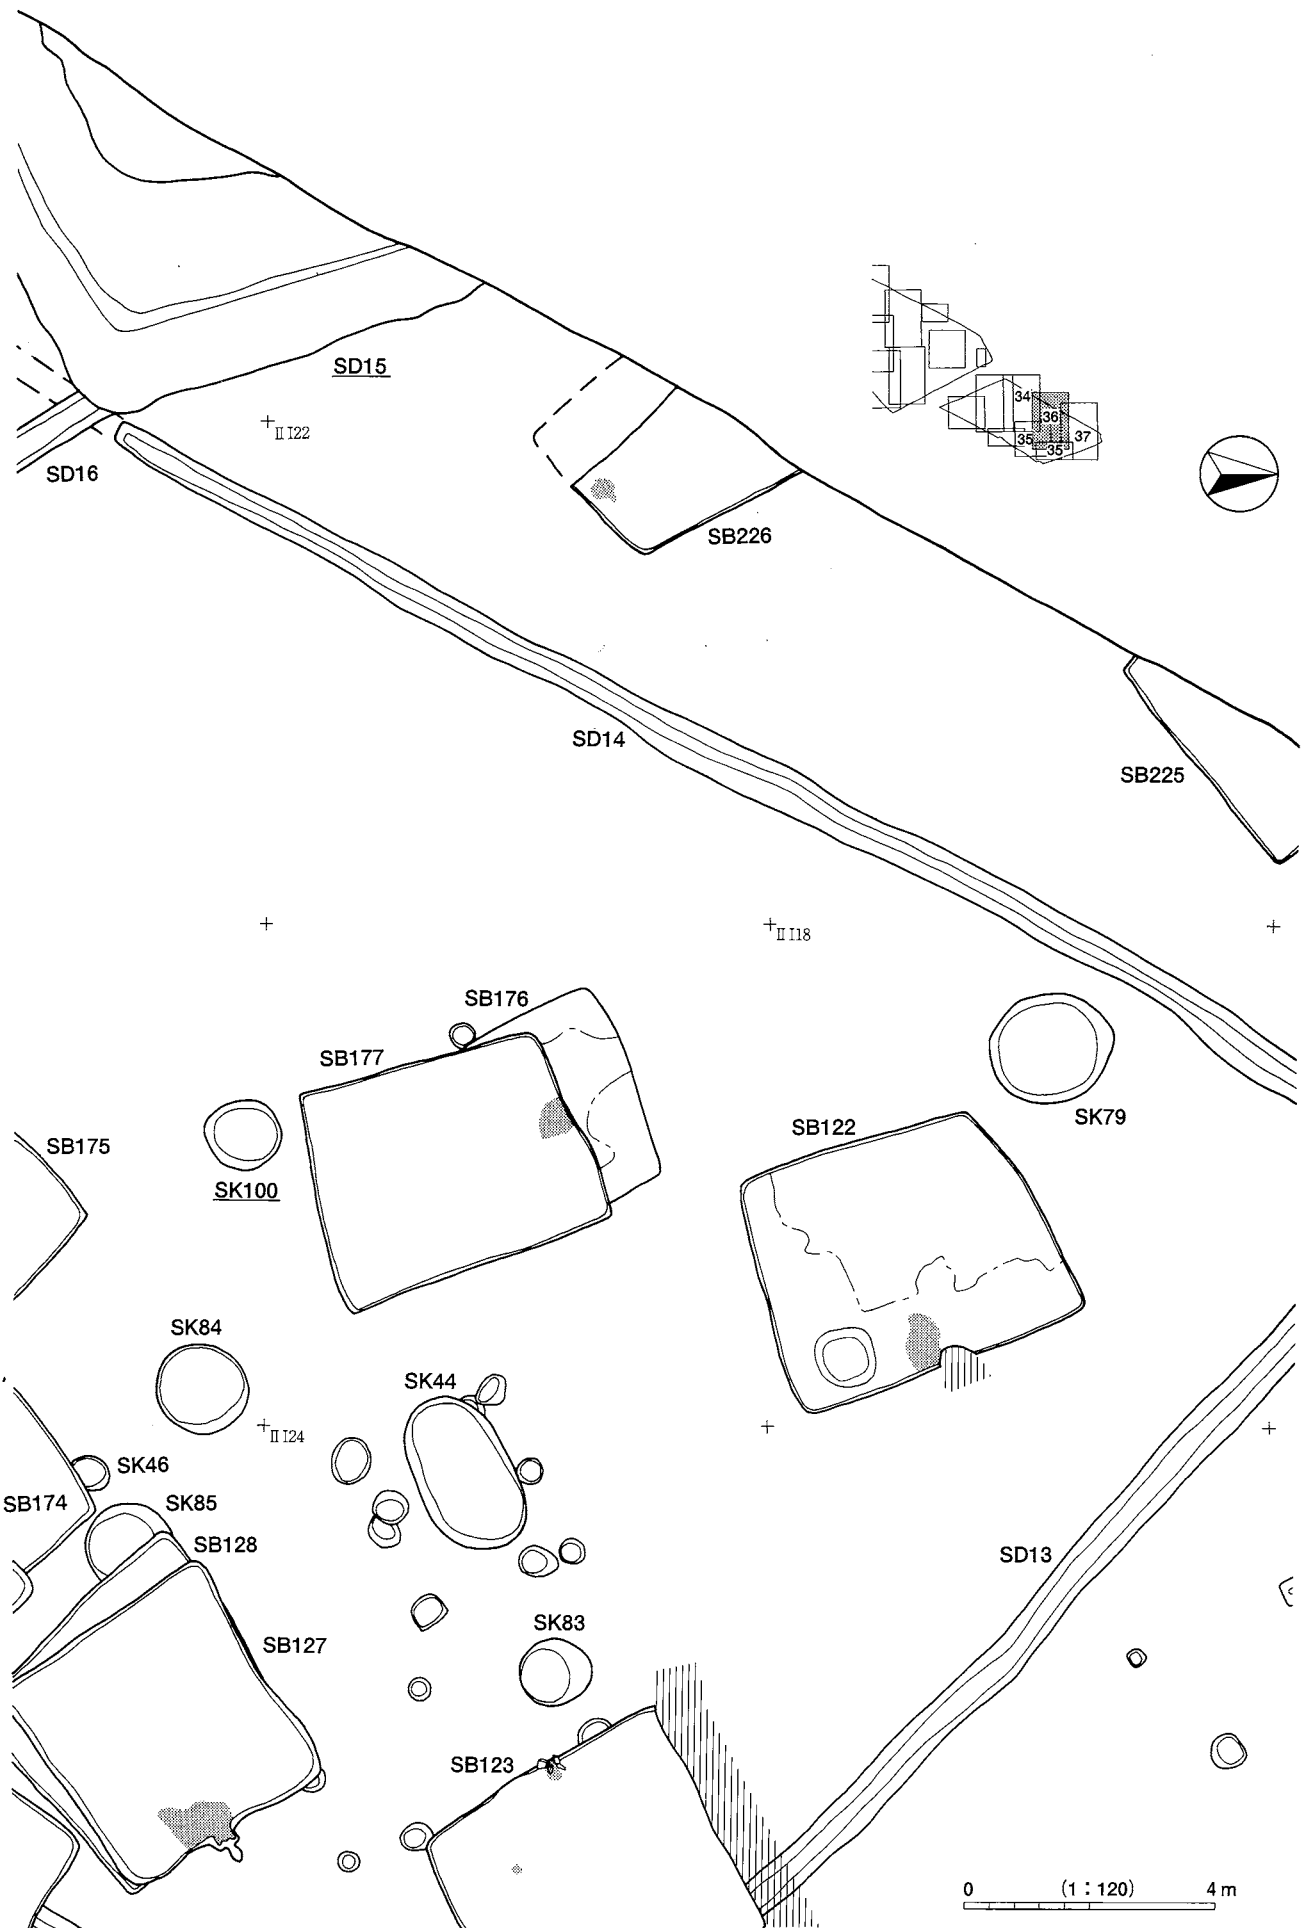 SD15
II I22
34
36
35
37
35
SD16
SB226
SD14
SB225
II I18
SB176
SB177
SK79
SB175
SB122
SK100
SK84
SK44
II I24
SK46
SB174
SK85
SB128
SD13
SK83
SB127
SB123
0 (1：120) 4 m